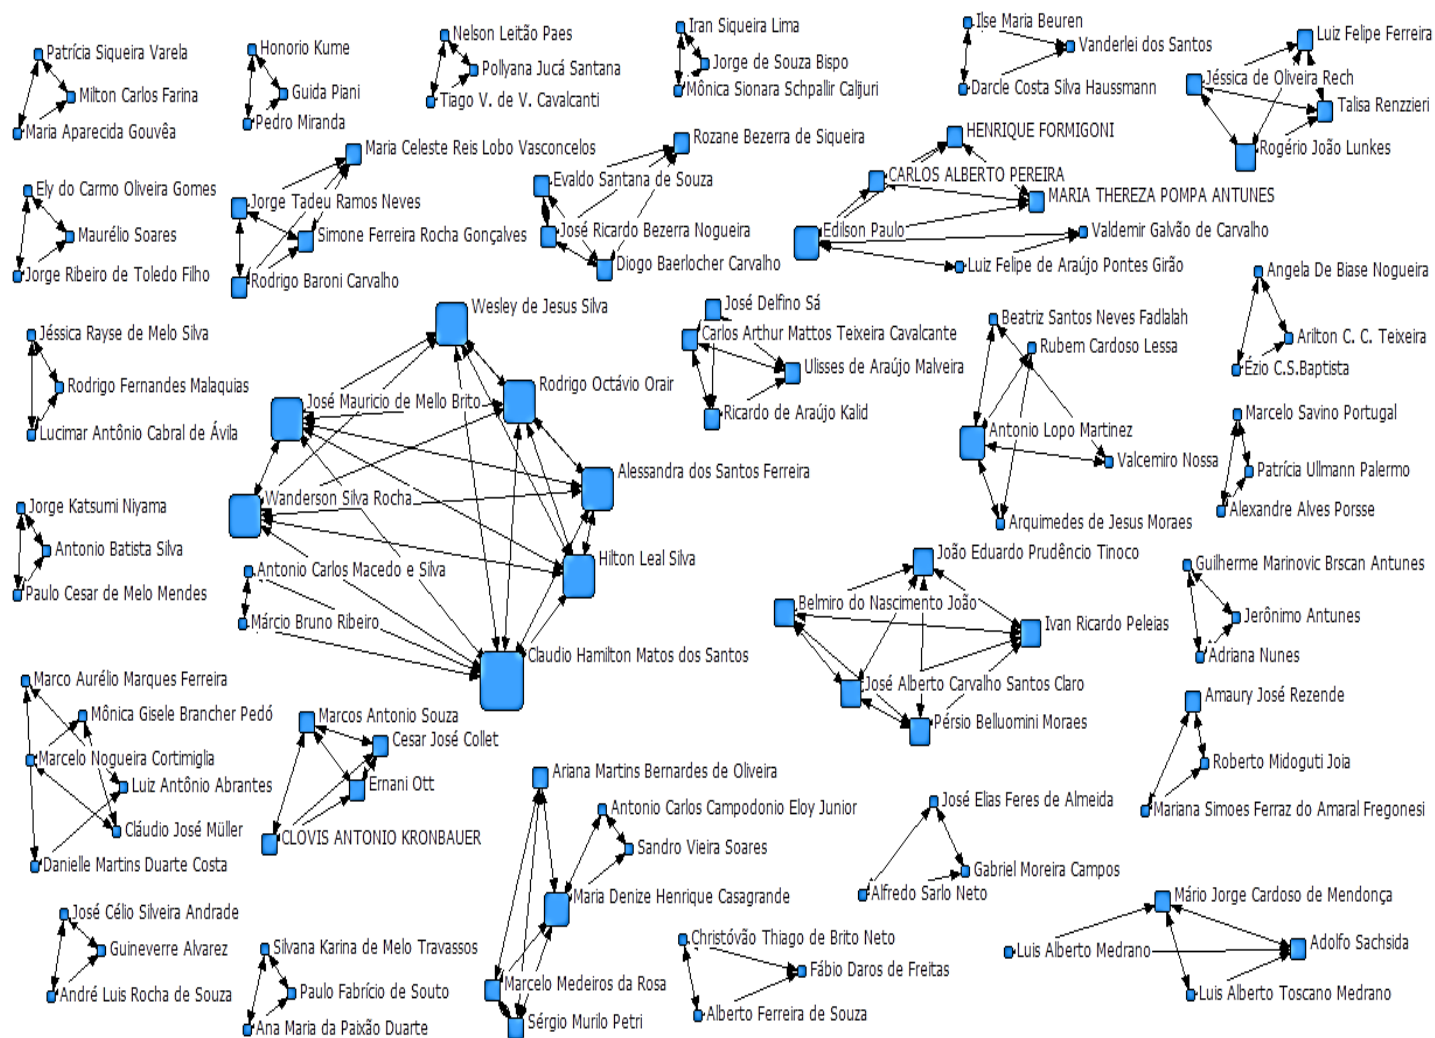 Patrícia Siqueira Varela
Milton Carlos Farina
Maria Aparecida Gouvêa
Honorio Kume
Guida Piani
Pedro Miranda
Nelson Leitão Paes
Pollyana Jucá Santana
Tiago V. de V. Cavalcanti
Iran Siqueira Lima
Jorge de Souza Bispo
Mônica Sionara Schpallir Calijuri
Ilse Maria Beuren
Vanderlei dos Santos
Darcle Costa Silva Haussmann
Luiz Felipe Ferreira
Jéssica de Oliveira Rech
Talisa Renzzieri
Rogério João Lunkes
Ely do Carmo Oliveira Gomes
Maurélio Soares
Jorge Ribeiro de Toledo Filho
Maria Celeste Reis Lobo Vasconcelos
Jorge Tadeu Ramos Neves
Simone Ferreira Rocha Gonçalves
Rodrigo Baroni Carvalho
Rozane Bezerra de Siqueira
Evaldo Santana de Souza
José Ricardo Bezerra Nogueira
Diogo Baerlocher Carvalho
HENRIQUE FORMIGONI
CARLOS ALBERTO PEREIRA
MARIA THEREZA POMPA ANTUNES
Edilson Paulo
Valdemir Galvão de Carvalho
Luiz Felipe de Araújo Pontes Girão
Angela De Biase Nogueira
Arilton C. C. Teixeira
Ézio C.S.Baptista
Jéssica Rayse de Melo Silva
Rodrigo Fernandes Malaquias
Lucimar Antônio Cabral de Ávila
Wesley de Jesus Silva
Rodrigo Octávio Orair
José Mauricio de Mello Brito
Alessandra dos Santos Ferreira
Wanderson Silva Rocha
Hilton Leal Silva
Antonio Carlos Macedo e Silva
Márcio Bruno Ribeiro
Claudio Hamilton Matos dos Santos
José Delfino Sá
Carlos Arthur Mattos Teixeira Cavalcante
Ulisses de Araújo Malveira
Ricardo de Araújo Kalid
Beatriz Santos Neves Fadlalah
Rubem Cardoso Lessa
Antonio Lopo Martinez
Valcemiro Nossa
Arquimedes de Jesus Moraes
Marcelo Savino Portugal
Patrícia Ullmann Palermo
Alexandre Alves Porsse
Jorge Katsumi Niyama
Antonio Batista Silva
Paulo Cesar de Melo Mendes
João Eduardo Prudêncio Tinoco
Belmiro do Nascimento João
Ivan Ricardo Peleias
José Alberto Carvalho Santos Claro
Pérsio Belluomini Moraes
Guilherme Marinovic Brscan Antunes
Jerônimo Antunes
Adriana Nunes
Marco Aurélio Marques Ferreira
Mônica Gisele Brancher Pedó
Marcelo Nogueira Cortimiglia
Luiz Antônio Abrantes
Cláudio José Müller
Danielle Martins Duarte Costa
Marcos Antonio Souza
Cesar José Collet
Ernani Ott
CLOVIS ANTONIO KRONBAUER
Amaury José Rezende
Roberto Midoguti Joia
Mariana Simoes Ferraz do Amaral Fregonesi
Ariana Martins Bernardes de Oliveira
Antonio Carlos Campodonio Eloy Junior
Sandro Vieira Soares
Maria Denize Henrique Casagrande
Marcelo Medeiros da Rosa
Sérgio Murilo Petri
José Elias Feres de Almeida
Gabriel Moreira Campos
Alfredo Sarlo Neto
José Célio Silveira Andrade
Guineverre Alvarez
André Luis Rocha de Souza
Silvana Karina de Melo Travassos
Paulo Fabrício de Souto
Ana Maria da Paixão Duarte
Christóvão Thiago de Brito Neto
Fábio Daros de Freitas
Alberto Ferreira de Souza
Mário Jorge Cardoso de Mendonça
Luis Alberto Medrano
Adolfo Sachsida
Luis Alberto Toscano Medrano